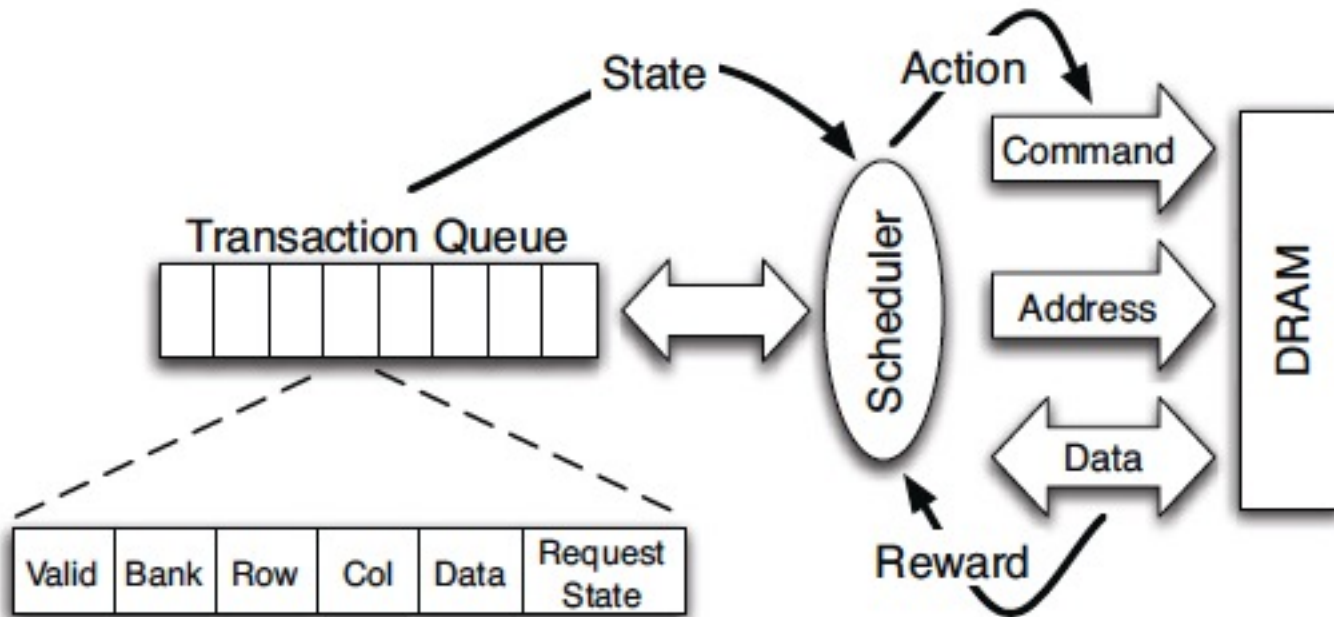 State
Action
Command
Transaction Queue
Scheduler
Address
DRAM
Data
Reward
Valid
Bank
Row
Col
Data
Request
State